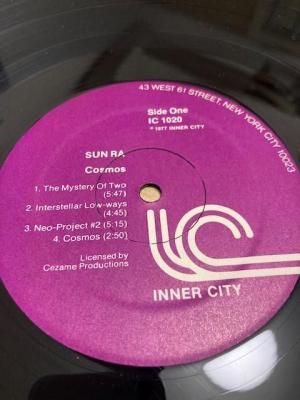 43 WEST 61 STREET, NEW YORK CITY 10023
Side One
IC 1020
℗ 1977 INNER CITY
SUN RA
Cosmos
1. The Mystery Of Two
(5:47)
2. Interstellar Low-ways
(4:45)
3. Neo-Project #2 (5:15)
4. Cosmos (2:50)
Licensed by
Cezame Productions
IC
INNER CITY